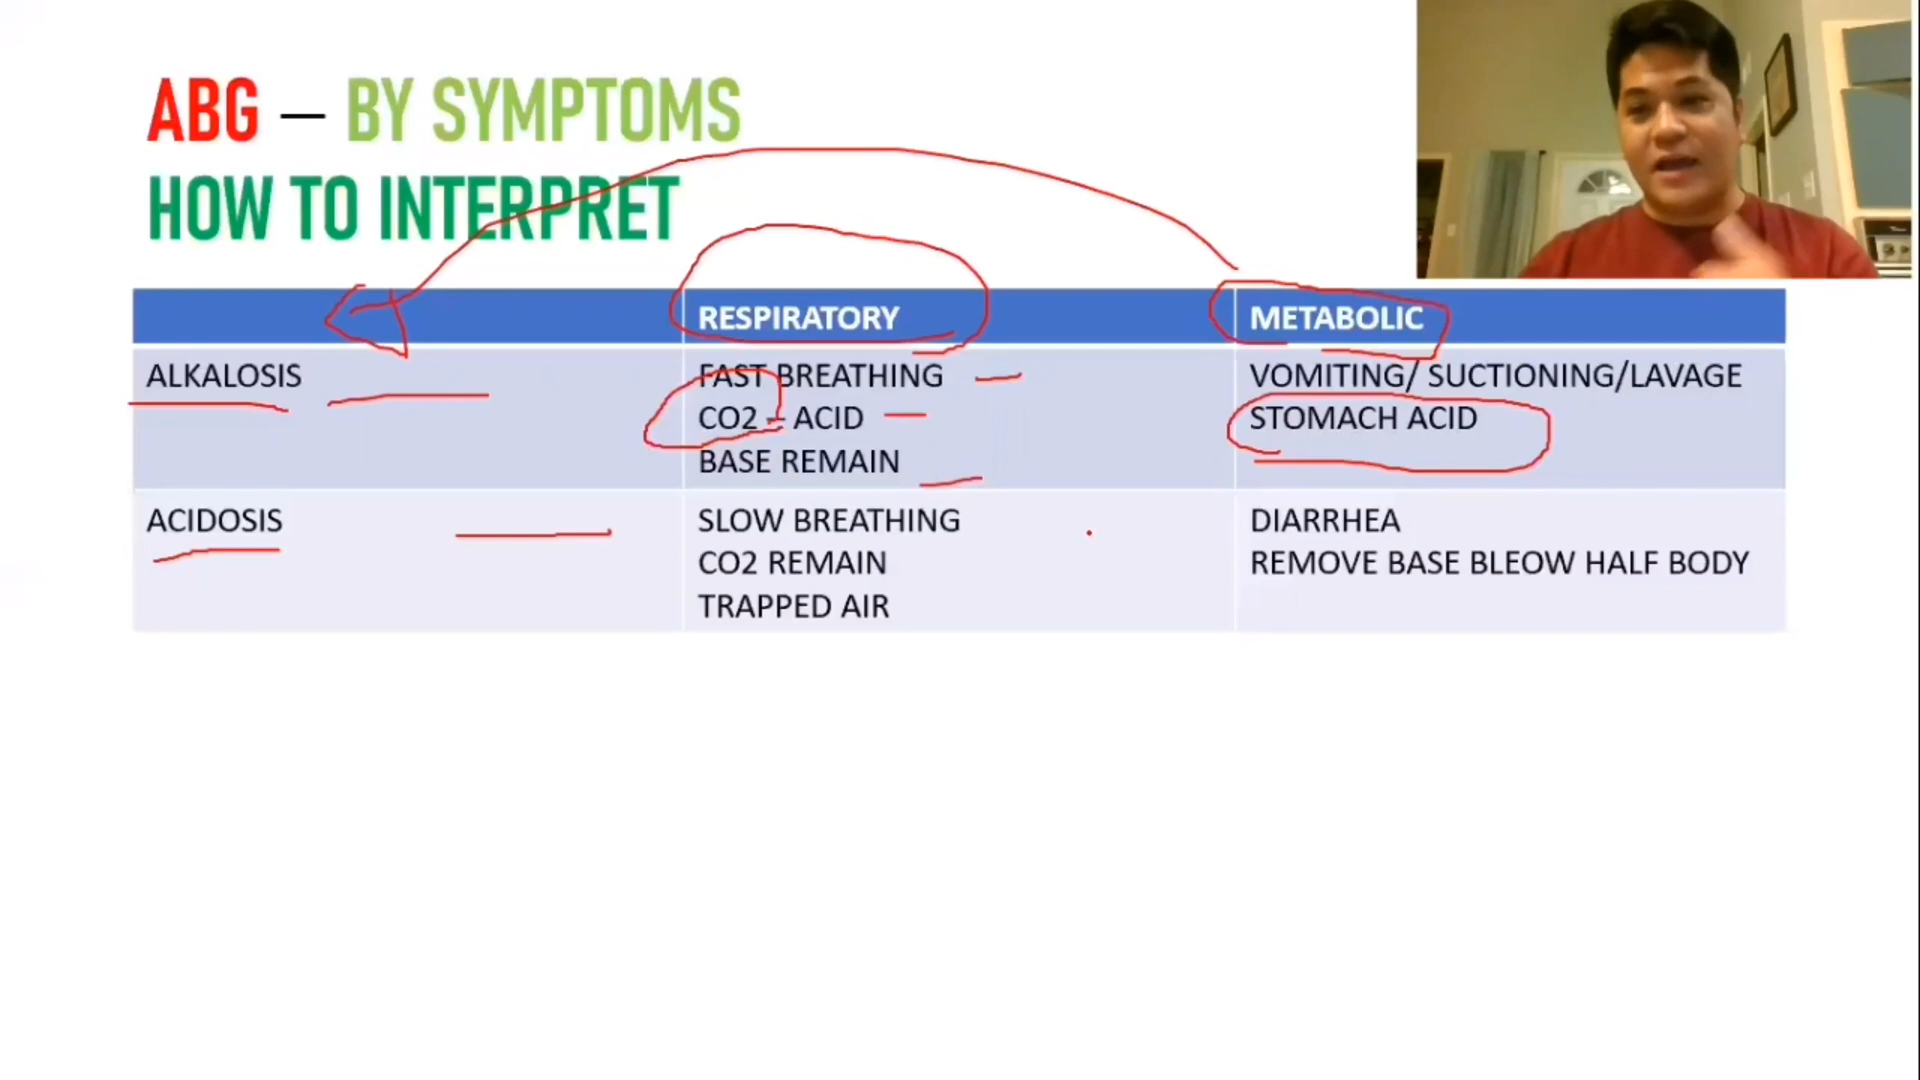 ABG – BY SYMPTOMS
HOW TO INTERPRET
RESPIRATORY METABOLIC
ALKALOSIS FAST BREATHING VOMITING/ SUCTIONING/LAVAGE
CO2 – ACID STOMACH ACID
BASE REMAIN
ACIDOSIS SLOW BREATHING DIARRHEA
CO2 REMAIN REMOVE BASE BLEOW HALF BODY
TRAPPED AIR